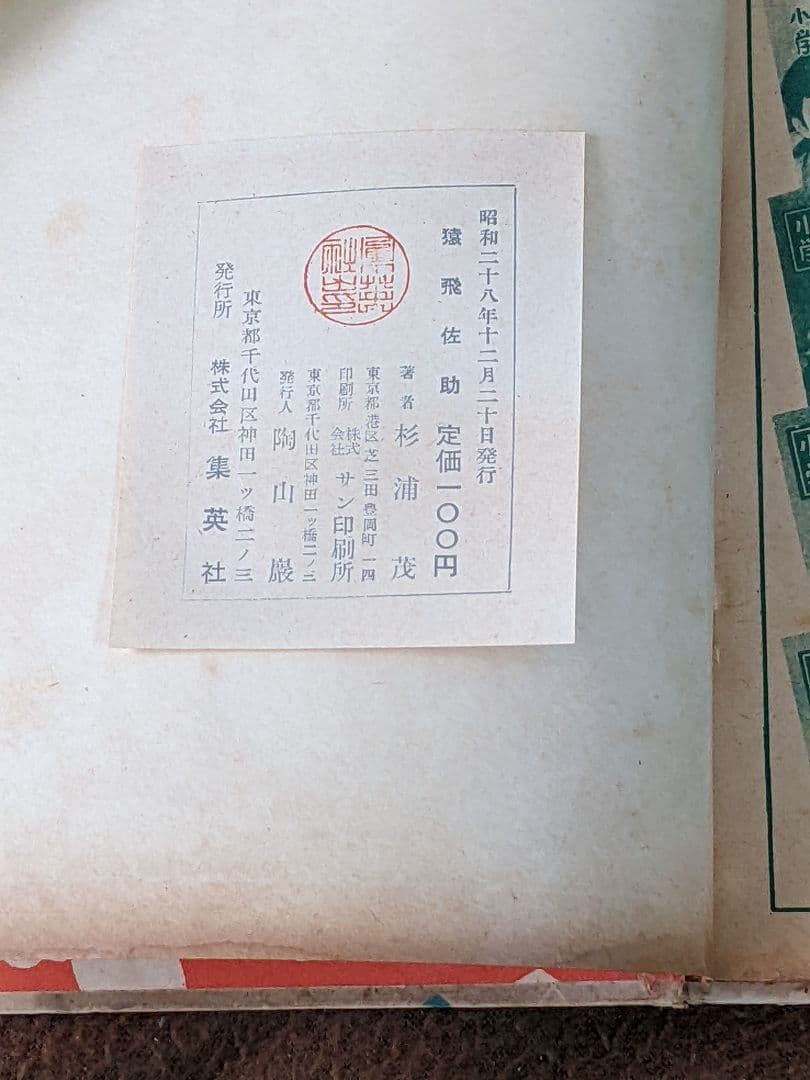 昭和二十八年十二月二十日発行
猿飛佐助 定価一〇〇円
著者 杉浦茂
東京都港区芝三田豊岡町一四
印刷所 株式会社 サン印刷所
東京都千代田区神田一ッ橋二ノ三
発行人 陶山巌
東京都千代田区神田一ッ橋二ノ三
発行所 株式会社 集英社
小学